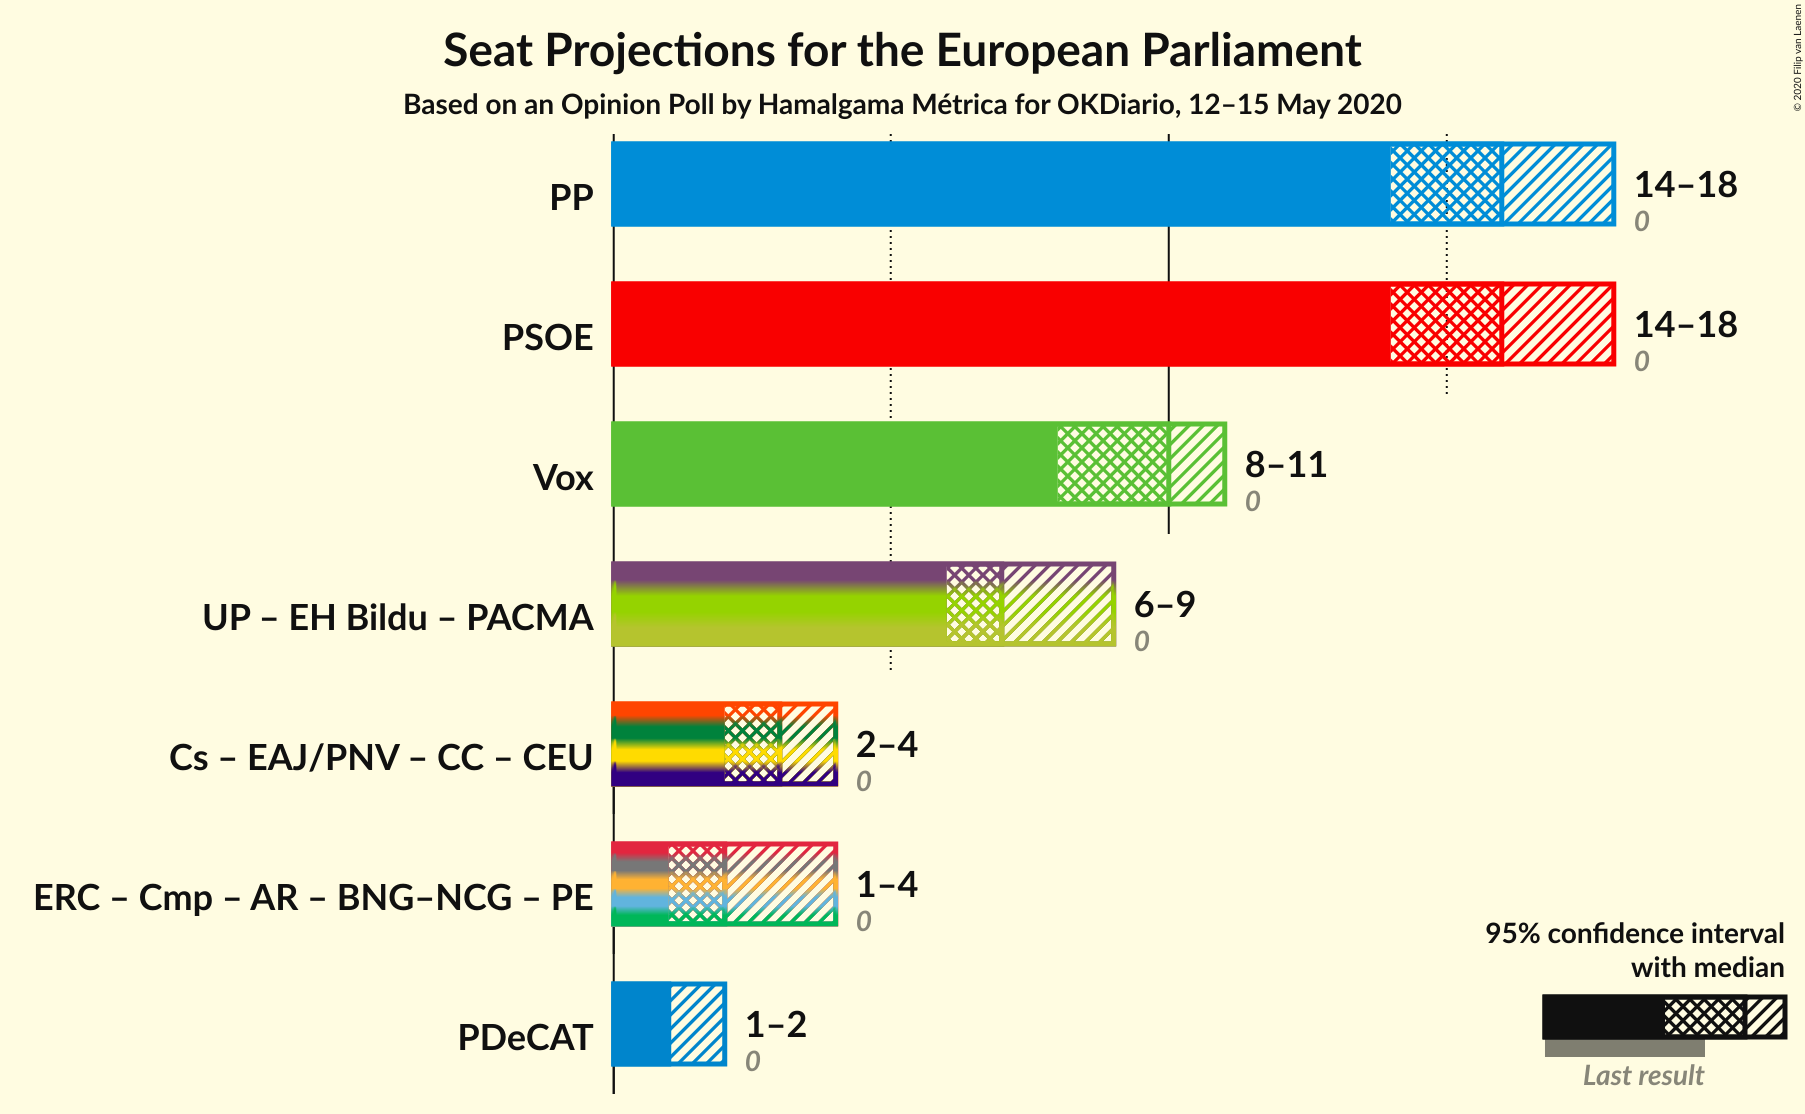 Seat Projections for the European Parliament
Based on an Opinion Poll by Hamalgama Métrica for OKDiario, 12–15 May 2020
© 2020 Filip van Laenen
PP
14–18
0
PSOE
14–18
0
Vox
8–11
0
UP – EH Bildu – PACMA
6–9
0
Cs – EAJ/PNV – CC – CEU
2–4
0
ERC – Cmp – AR – BNG–NCG – PE
1–4
0
PDeCAT
1–2
0
95% confidence interval
with median
Last result